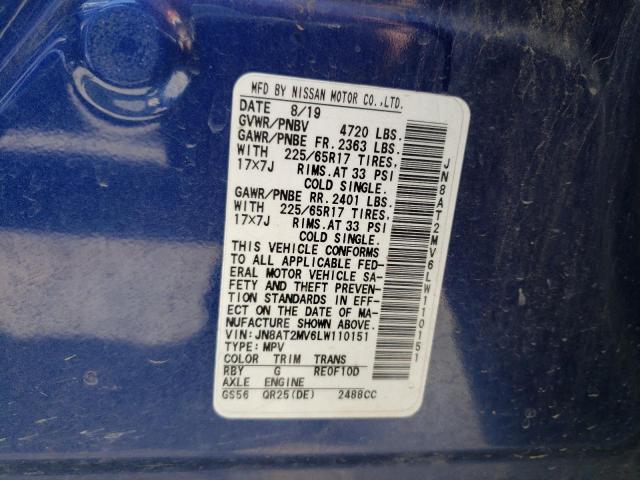 MFD BY NISSAN MOTOR CO.,LTD.
DATE 8/19
GVWR/PNBV 4720 LBS.
GAWR/PNBE FR. 2363 LBS.
WITH 225/65R17 TIRES,
17×7J RIMS.AT 33 PSI
COLD SINGLE.
GAWR/PNBE RR. 2401 LBS.
WITH 225/65R17 TIRES,
17×7J RIMS.AT 33 PSI
COLD SINGLE.
THIS VEHICLE CONFORMS
TO ALL APPLICABLE FED-
ERAL MOTOR VEHICLE SA-
FETY AND THEFT PREVEN-
TION STANDARDS IN EFF-
ECT ON THE DATE OF MA-
NUFACTURE SHOWN ABOVE.
VIN:JN8AT2MV6LW110151
TYPE:MPV
COLOR TRIM TRANS
RBY G RE0F10D
AXLE ENGINE
GS56 QR25(DE) 2488CC
JN8AT2MV6LW110151